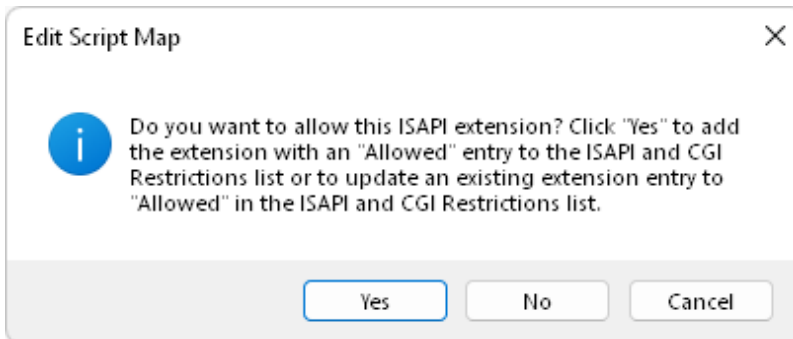 Edit Script Map
Do you want to allow this ISAPI extension? Click "Yes" to add
the extension with an "Allowed" entry to the ISAPI and CGI
Restrictions list or to update an existing extension entry to
"Allowed" in the ISAPI and CGI Restrictions list.
Yes No Cancel